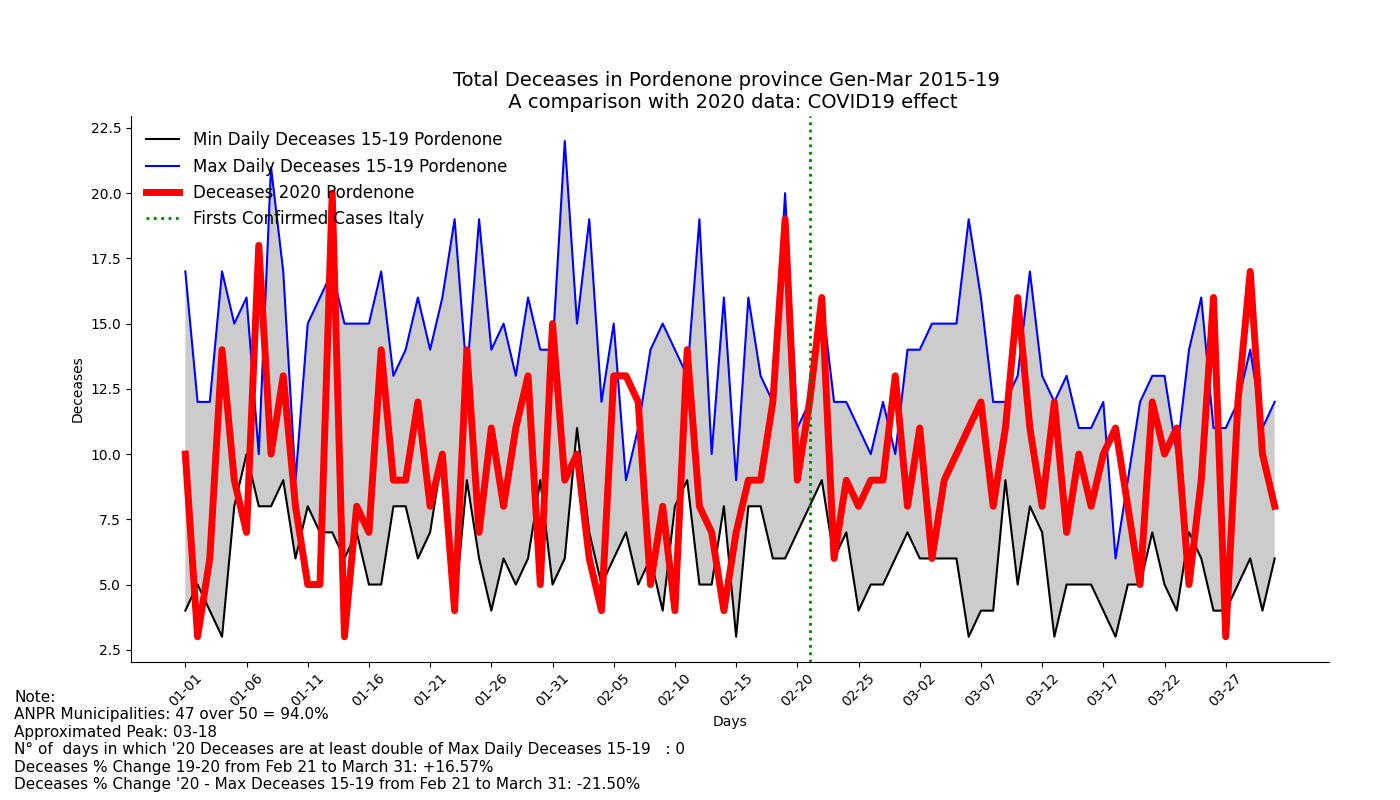 Total Deceases in Pordenone province Gen-Mar 2015-19
A comparison with 2020 data: COVID19 effect
22.5
20.0
17.5
15.0
12.5
10.0
7.5
5.0
2.5
Deceases
Min Daily Deceases 15-19 Pordenone
Max Daily Deceases 15-19 Pordenone
Deceases 2020 Pordenone
Firsts Confirmed Cases Italy
01-01 01-06 01-11 01-16 01-21 01-26 01-31 02-05 02-10 02-15 02-20 02-25 03-02 03-07 03-12 03-17 03-22 03-27
Days
Note:
ANPR Municipalities: 47 over 50 = 94.0%
Approximated Peak: 03-18
N° of  days in which '20 Deceases are at least double of Max Daily Deceases 15-19   : 0
Deceases % Change 19-20 from Feb 21 to March 31: +16.57%
Deceases % Change '20 - Max Deceases 15-19 from Feb 21 to March 31: -21.50%